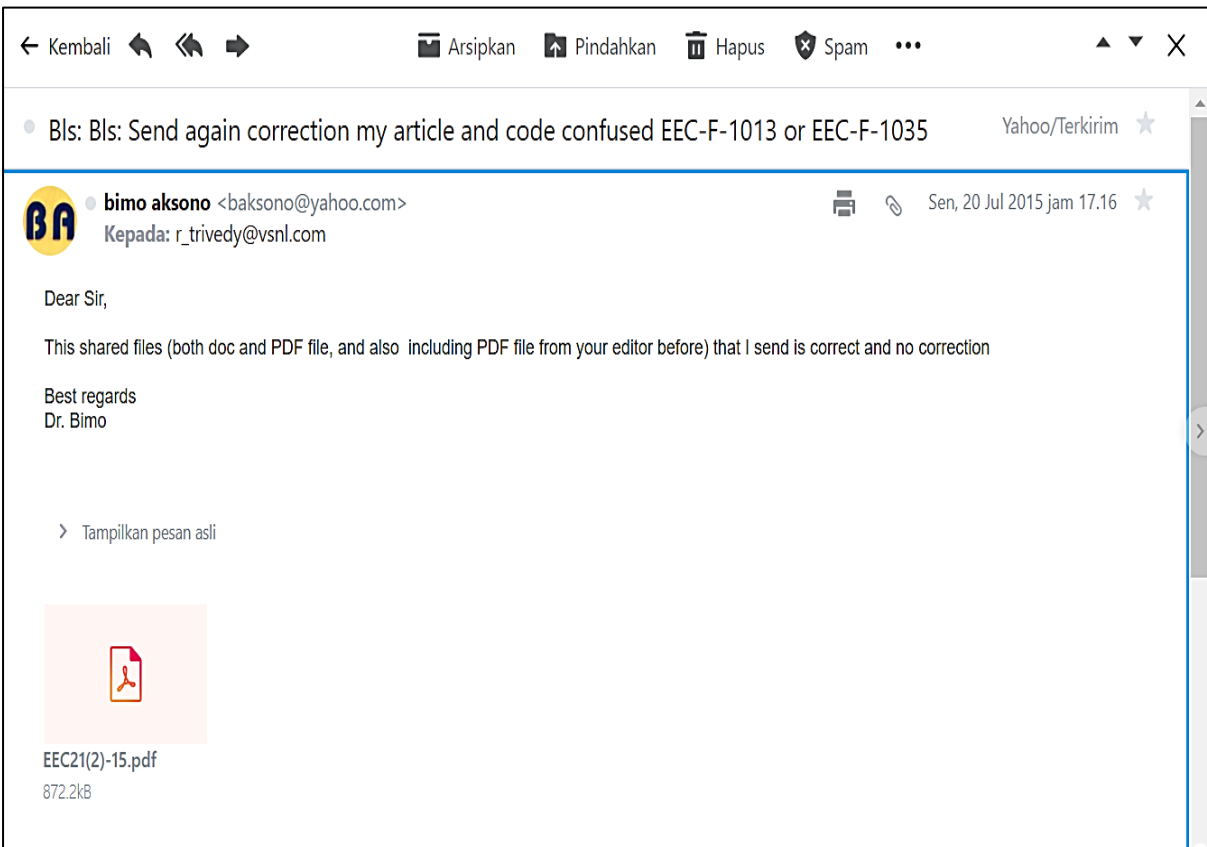 Kembali Arsipkan Pindahkan Hapus Spam
Bls: Bls: Send again correction my article and code confused EEC-F-1013 or EEC-F-1035 Yahoo/Terkirim
BA
bimo aksono <baksono@yahoo.com> Sen, 20 Jul 2015 jam 17.16
Kepada: r_trivedy@vsnl.com
Dear Sir,
This shared files (both doc and PDF file, and also including PDF file from your editor before) that I send is correct and no correction
Best regards
Dr. Bimo
Tampilkan pesan asli
EEC21(2)-15.pdf
872.2kB